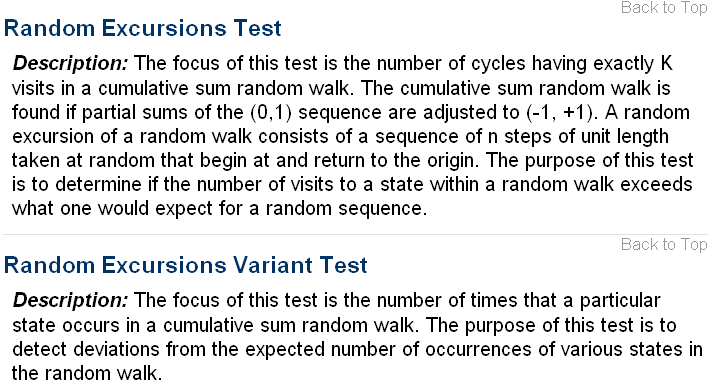 Back to Top
Random Excursions Test
Description: The focus of this test is the number of cycles having exactly K
visits in a cumulative sum random walk. The cumulative sum random walk is
found if partial sums of the (0,1) sequence are adjusted to (-1, +1). A random
excursion of a random walk consists of a sequence of n steps of unit length
taken at random that begin at and return to the origin. The purpose of this test
is to determine if the number of visits to a state within a random walk exceeds
what one would expect for a random sequence.
Back to Top
Random Excursions Variant Test
Description: The focus of this test is the number of times that a particular
state occurs in a cumulative sum random walk. The purpose of this test is to
detect deviations from the expected number of occurrences of various states in
the random walk.